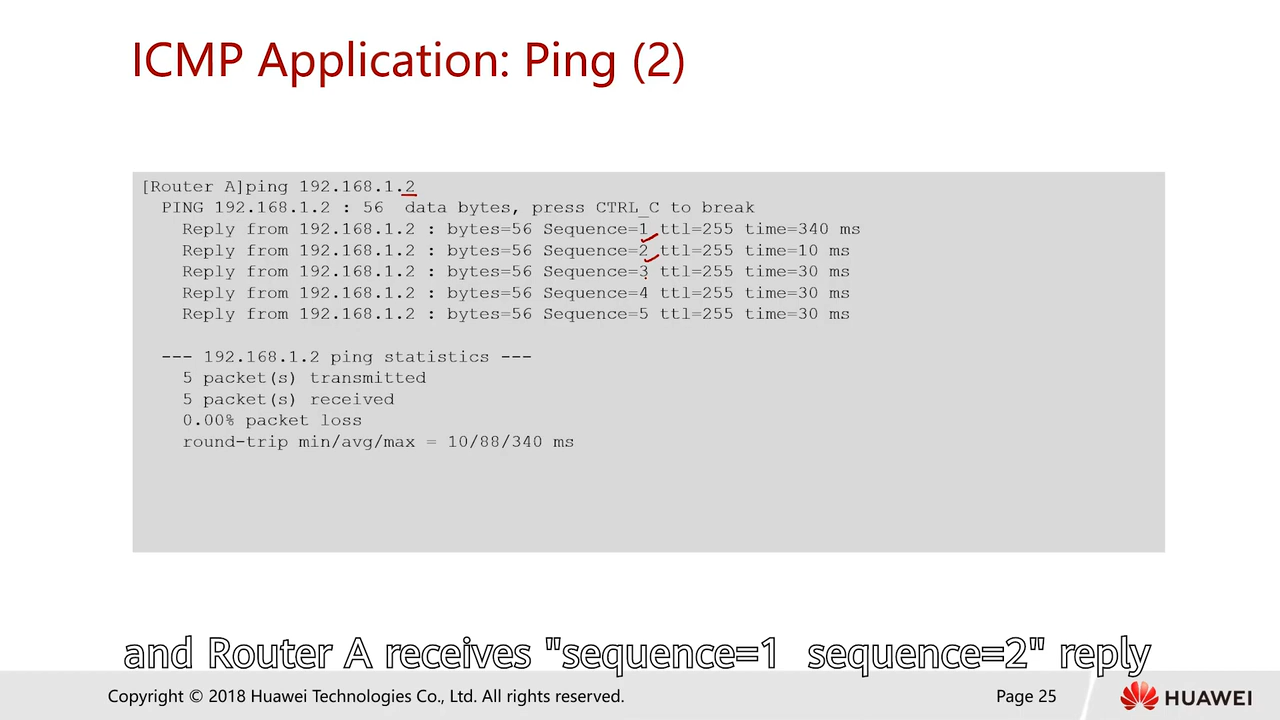 ICMP Application: Ping (2)
[Router A]ping 192.168.1.2
PING 192.168.1.2 : 56  data bytes, press CTRL_C to break
Reply from 192.168.1.2 : bytes=56 Sequence=1 ttl=255 time=340 ms
Reply from 192.168.1.2 : bytes=56 Sequence=2 ttl=255 time=10 ms
Reply from 192.168.1.2 : bytes=56 Sequence=3 ttl=255 time=30 ms
Reply from 192.168.1.2 : bytes=56 Sequence=4 ttl=255 time=30 ms
Reply from 192.168.1.2 : bytes=56 Sequence=5 ttl=255 time=30 ms
--- 192.168.1.2 ping statistics ---
5 packet(s) transmitted
5 packet(s) received
0.00% packet loss
round-trip min/avg/max = 10/88/340 ms
and Router A receives "sequence=1  sequence=2" reply
Copyright © 2018 Huawei Technologies Co., Ltd. All rights reserved.
Page 25
HUAWEI